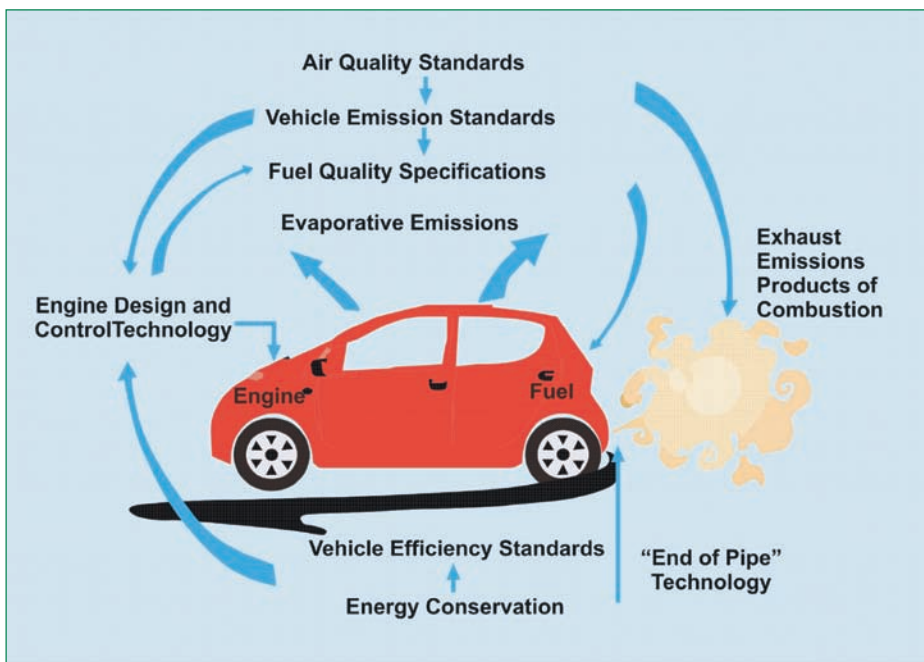 Air Quality Standards
Vehicle Emission Standards
Fuel Quality Specifications
Evaporative Emissions
Exhaust
Emissions
Products of
Combustion
Engine Design and
ControlTechnology
Engine
Fuel
Vehicle Efficiency Standards
Energy Conservation
“End of Pipe”
Technology